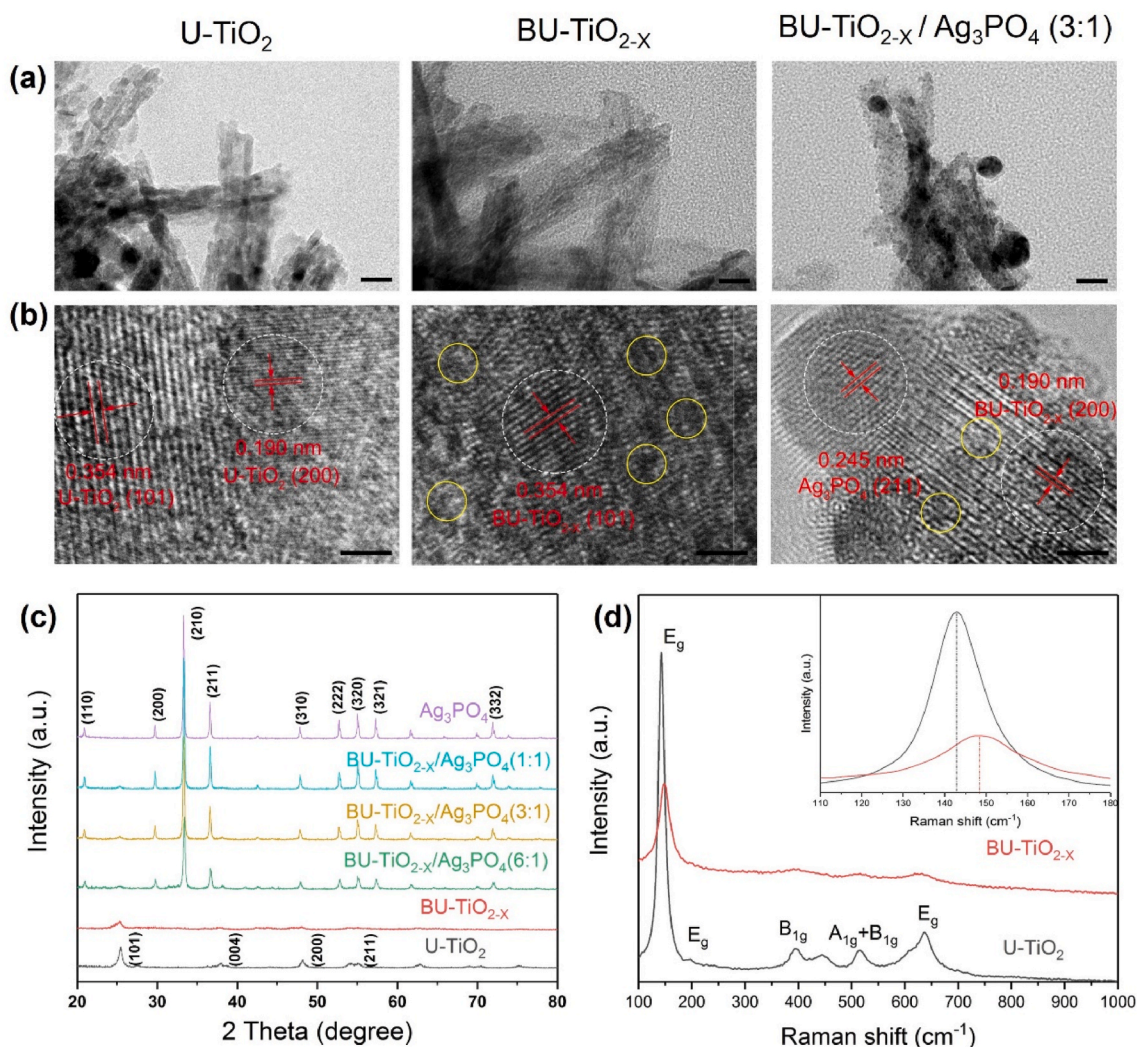 U-TiO₂
BU-TiO₂₋ₓ
BU-TiO₂₋ₓ / Ag₃PO₄ (3:1)
(a)
(b)
0.354 nm
U-TiO₂ (101)
0.190 nm
U-TiO₂ (200)
0.354 nm
BU-TiO₂₋ₓ (101)
0.190 nm
BU-TiO₂₋ₓ (200)
0.245 nm
Ag₃PO₄ (211)
(c)
Intensity (a.u.)
(110)
(200)
(210)
(211)
(310)
(222)
(320)
(321)
(332)
Ag₃PO₄
BU-TiO₂₋ₓ/Ag₃PO₄(1:1)
BU-TiO₂₋ₓ/Ag₃PO₄(3:1)
BU-TiO₂₋ₓ/Ag₃PO₄(6:1)
BU-TiO₂₋ₓ
U-TiO₂
(101)
(004)
(200)
(211)
20 30 40 50 60 70 80
2 Theta (degree)
(d)
Intensity (a.u.)
E_g
E_g
B₁g
A₁g+B₁g
E_g
BU-TiO₂₋ₓ
U-TiO₂
100 200 300 400 500 600 700 800 900 1000
Raman shift (cm⁻¹)
Intensity (a.u.)
110 120 130 140 150 160 170 180
Raman shift (cm⁻¹)